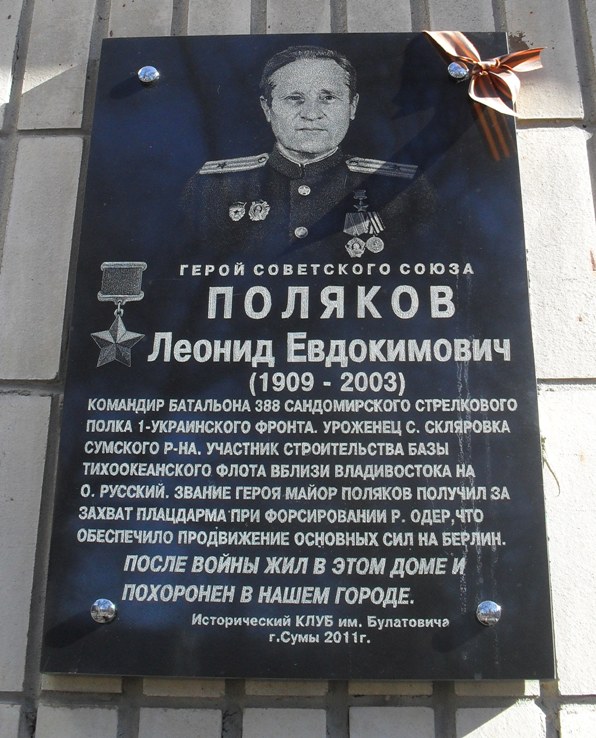 ГЕРОЙ СОВЕТСКОГО СОЮЗА
ПОЛЯКОВ
Леонид Евдокимович
(1909 - 2003)
КОМАНДИР БАТАЛЬОНА 388 САНДОМИРСКОГО СТРЕЛКОВОГО
ПОЛКА 1-УКРАИНСКОГО ФРОНТА. УРОЖЕНЕЦ С. СКЛЯРОВКА
СУМСКОГО Р-НА. УЧАСТНИК СТРОИТЕЛЬСТВА БАЗЫ
ТИХООКЕАНСКОГО ФЛОТА ВБЛИЗИ ВЛАДИВОСТОКА НА
О. РУССКИЙ. ЗВАНИЕ ГЕРОЯ МАЙОР ПОЛЯКОВ ПОЛУЧИЛ ЗА
ЗАХВАТ ПЛАЦДАРМА ПРИ ФОРСИРОВАНИИ Р. ОДЕР,ЧТО
ОБЕСПЕЧИЛО ПРОДВИЖЕНИЕ ОСНОВНЫХ СИЛ НА БЕРЛИН.
ПОСЛЕ ВОЙНЫ ЖИЛ В ЭТОМ ДОМЕ И
ПОХОРОНЕН В НАШЕМ ГОРОДЕ.
Исторический КЛУБ им. Булатовича
г.Сумы 2011г.